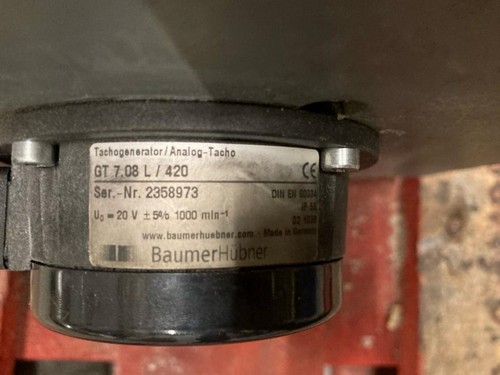 Tachogenerator/Analog-Tacho
GT 7.08 L / 420 CE
Ser.-Nr. 2358973
DIN EN 60034
U₀ = 20 V ± 5% 1000 min⁻¹
www.baumerhuebner.com - Made in Germany
BaumerHübner